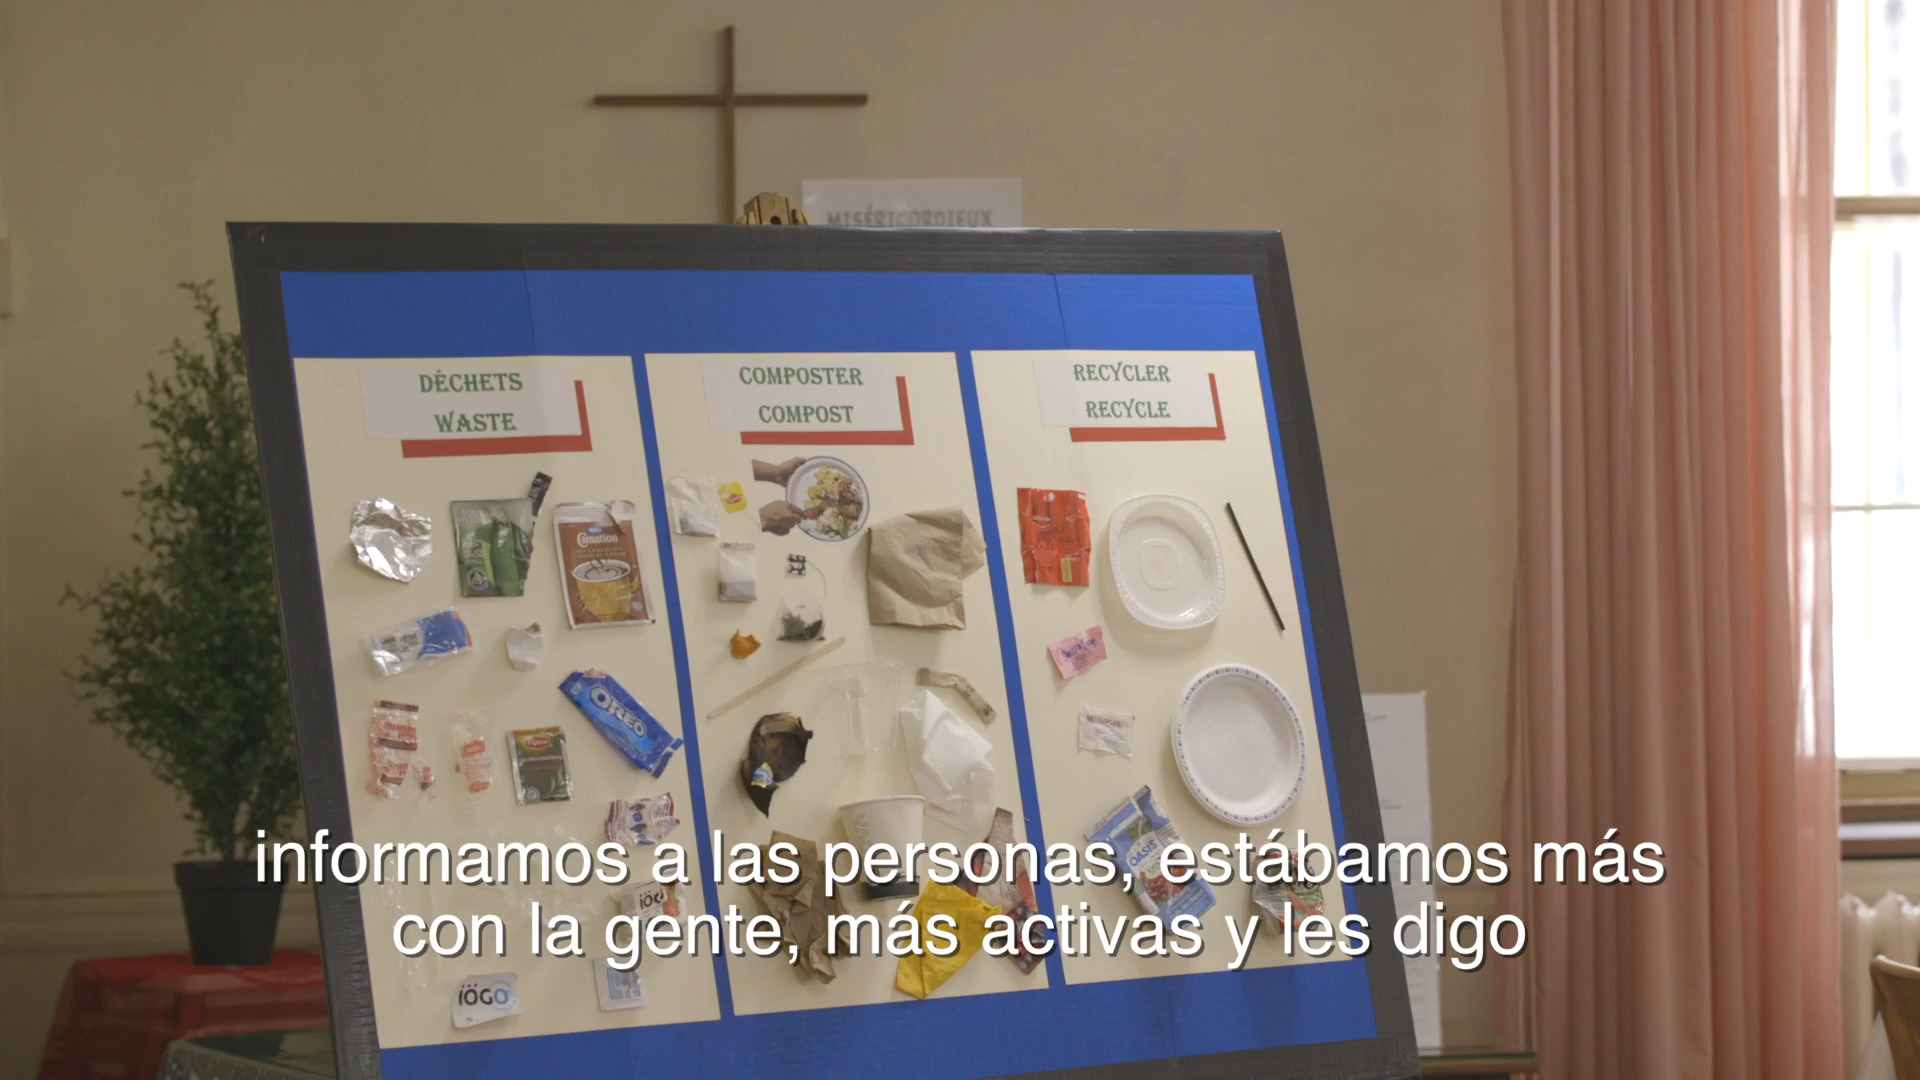 MISÉRICORDIEUX
DÉCHETS
WASTE
COMPOSTER
COMPOST
RECYCLER
RECYCLE
Carnation
OREO
OASIS
iögo
iÖGO
informamos a las personas, estábamos más
con la gente, más activas y les digo